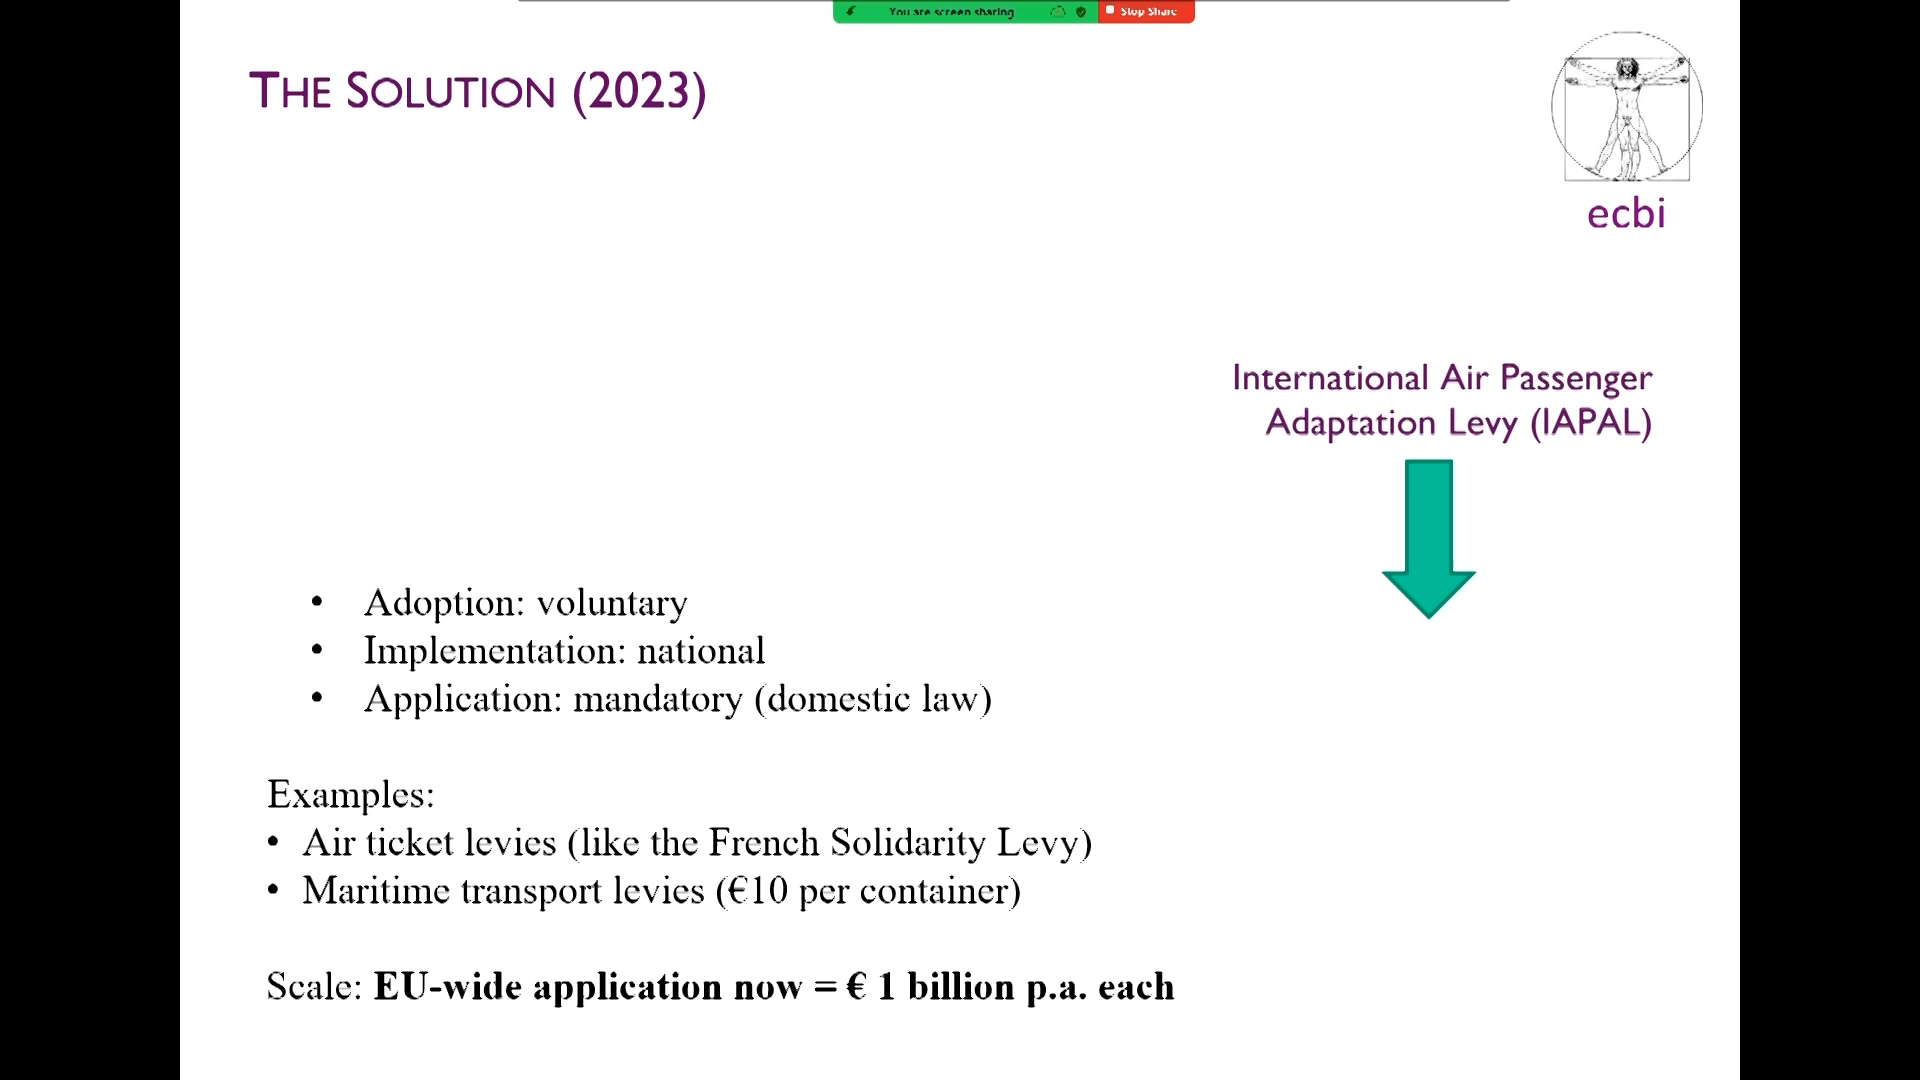 You are screen sharing
Stop Share
THE SOLUTION (2023)
ecbi
International Air Passenger
Adaptation Levy (IAPAL)
• Adoption: voluntary
• Implementation: national
• Application: mandatory (domestic law)
Examples:
• Air ticket levies (like the French Solidarity Levy)
• Maritime transport levies (€10 per container)
Scale: EU-wide application now = € 1 billion p.a. each